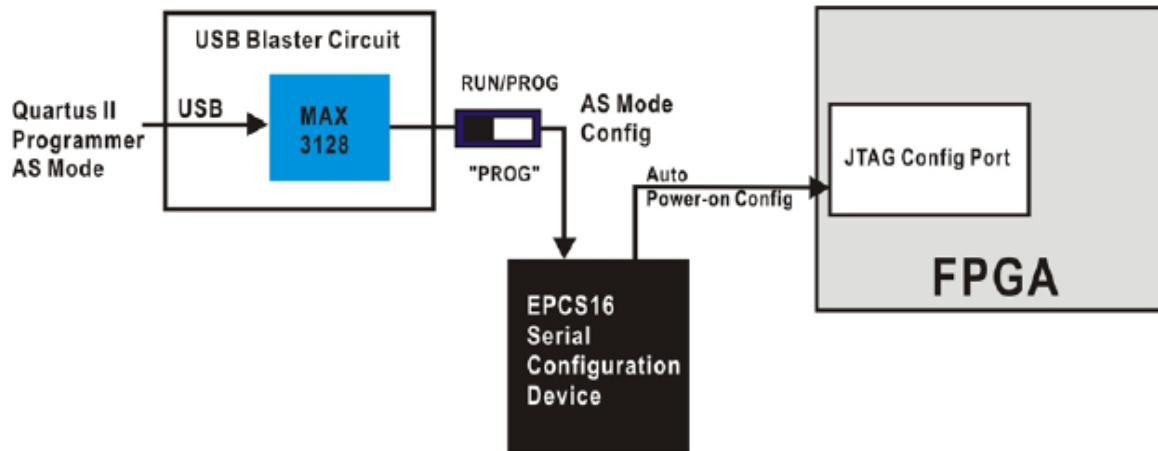 USB Blaster Circuit
Quartus II
Programmer
AS Mode
USB
MAX
3128
RUN/PROG
"PROG"
AS Mode
Config
Auto
Power-on Config
JTAG Config Port
FPGA
EPCS16
Serial
Configuration
Device